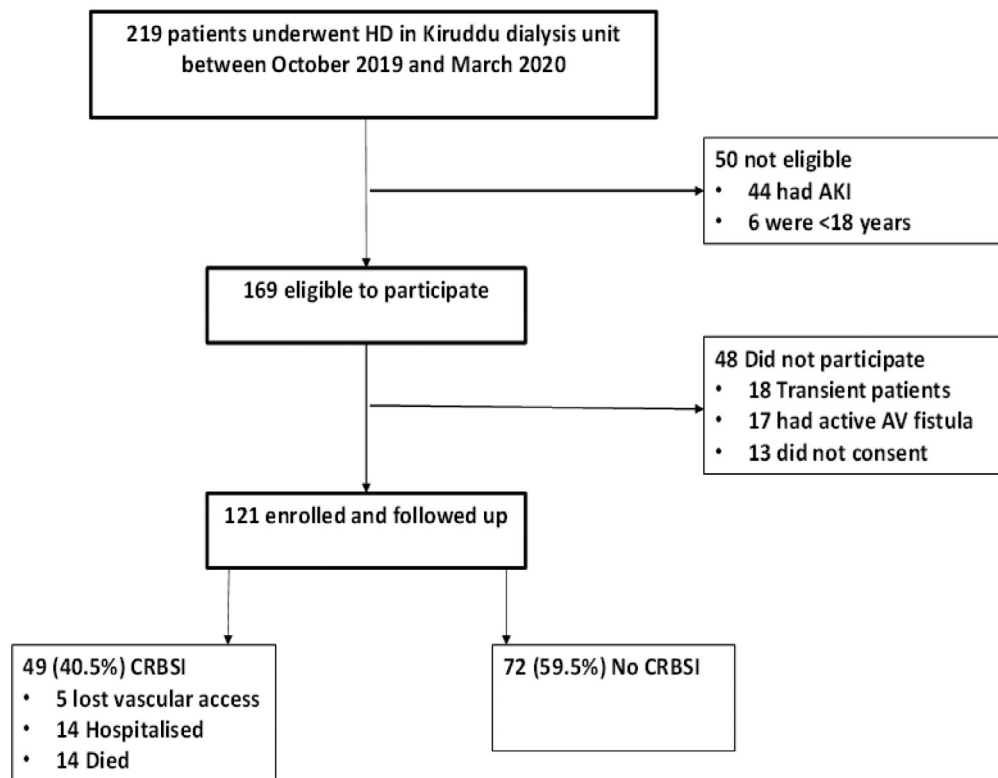 219 patients underwent HD in Kiruddu dialysis unit
between October 2019 and March 2020
50 not eligible
• 44 had AKI
• 6 were <18 years
169 eligible to participate
48 Did not participate
• 18 Transient patients
• 17 had active AV fistula
• 13 did not consent
121 enrolled and followed up
49 (40.5%) CRBSI
• 5 lost vascular access
• 14 Hospitalised
• 14 Died
72 (59.5%) No CRBSI